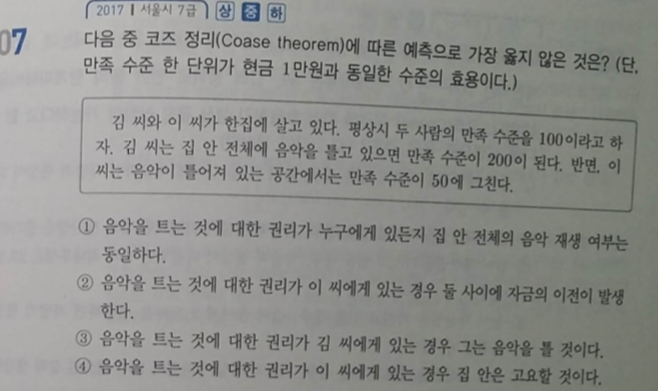 07
2017 | 서울시 7급 상 중 하
다음 중 코즈 정리(Coase theorem)에 따른 예측으로 가장 옳지 않은 것은? (단,
만족 수준 한 단위가 현금 1만원과 동일한 수준의 효용이다.)
김 씨와 이 씨가 한집에 살고 있다. 평상시 두 사람의 만족 수준을 100이라고 하
자. 김 씨는 집 안 전체에 음악을 틀고 있으면 만족 수준이 200이 된다. 반면, 이
씨는 음악이 틀어져 있는 공간에서는 만족 수준이 50에 그친다.
① 음악을 트는 것에 대한 권리가 누구에게 있든지 집 안 전체의 음악 재생 여부는
동일하다.
② 음악을 트는 것에 대한 권리가 이 씨에게 있는 경우 둘 사이에 자금의 이전이 발생
한다.
③ 음악을 트는 것에 대한 권리가 김 씨에게 있는 경우 그는 음악을 틀 것이다.
④ 음악을 트는 것에 대한 권리가 이 씨에게 있는 경우 집 안은 고요할 것이다.